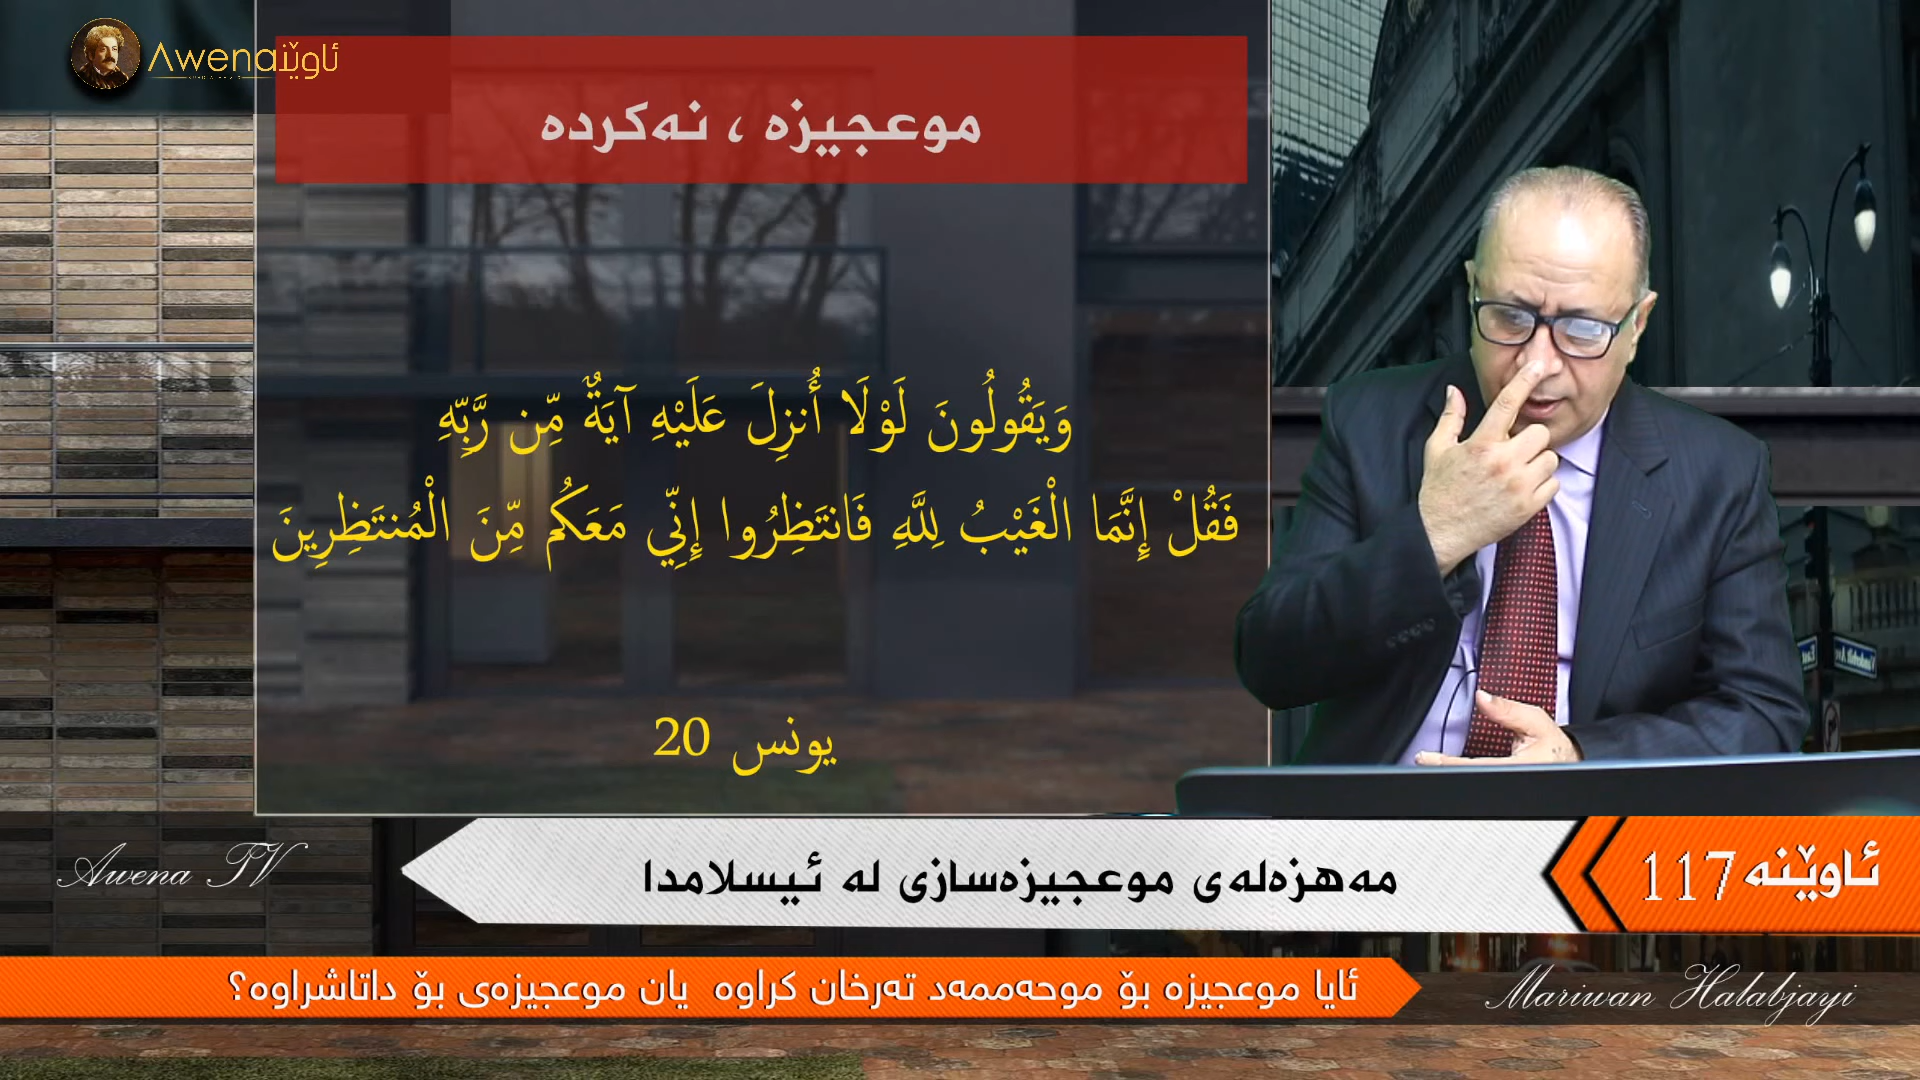 Awena ئاوێنە
موعجیزە ، نەکردە
وَيَقُولُونَ لَوْلَا أُنزِلَ عَلَيْهِ آيَةٌ مِّن رَّبِّهِ
فَقُلْ إِنَّمَا الْغَيْبُ لِلَّهِ فَانتَظِرُوا إِنِّي مَعَكُم مِّنَ الْمُنتَظِرِينَ
يونس 20
ئاوێنە 117
مەهزەلەی موعجیزەسازی لە ئیسلامدا
Awena TV
ئایا موعجیزە بۆ موحەممەد تەرخان کراوە یان موعجیزەی بۆ داتاشراوە؟
Mariwan Halabjayi